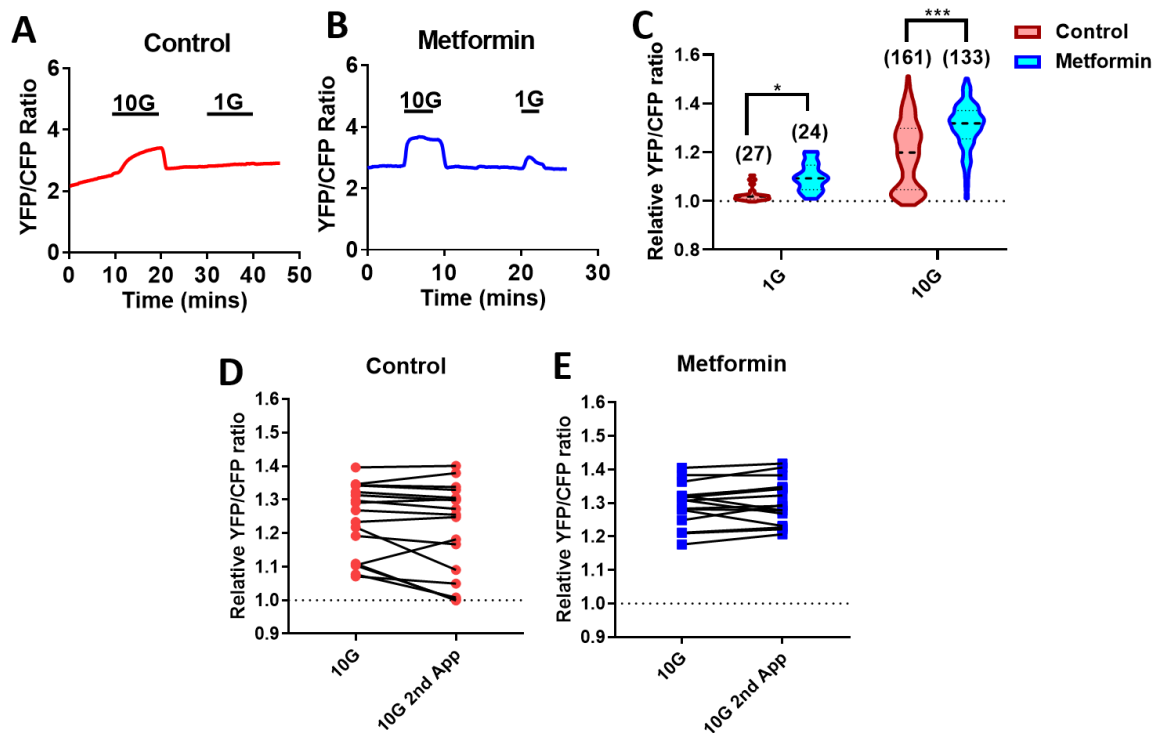 A
Control
YFP/CFP Ratio
6
4
2
0
10G
1G
0
10
20
30
40
50
Time (mins)
B
Metformin
YFP/CFP Ratio
6
4
2
0
10G
1G
0
10
20
30
Time (mins)
C
Relative YFP/CFP ratio
1.6
1.4
1.2
1.0
0.8
*
(27)
(24)
***
(161)
(133)
1G
10G
Control
Metformin
D
Control
Relative YFP/CFP ratio
1.6
1.5
1.4
1.3
1.2
1.1
1.0
0.9
10G
10G 2nd App
E
Metformin
Relative YFP/CFP ratio
1.6
1.5
1.4
1.3
1.2
1.1
1.0
0.9
10G
10G 2nd App